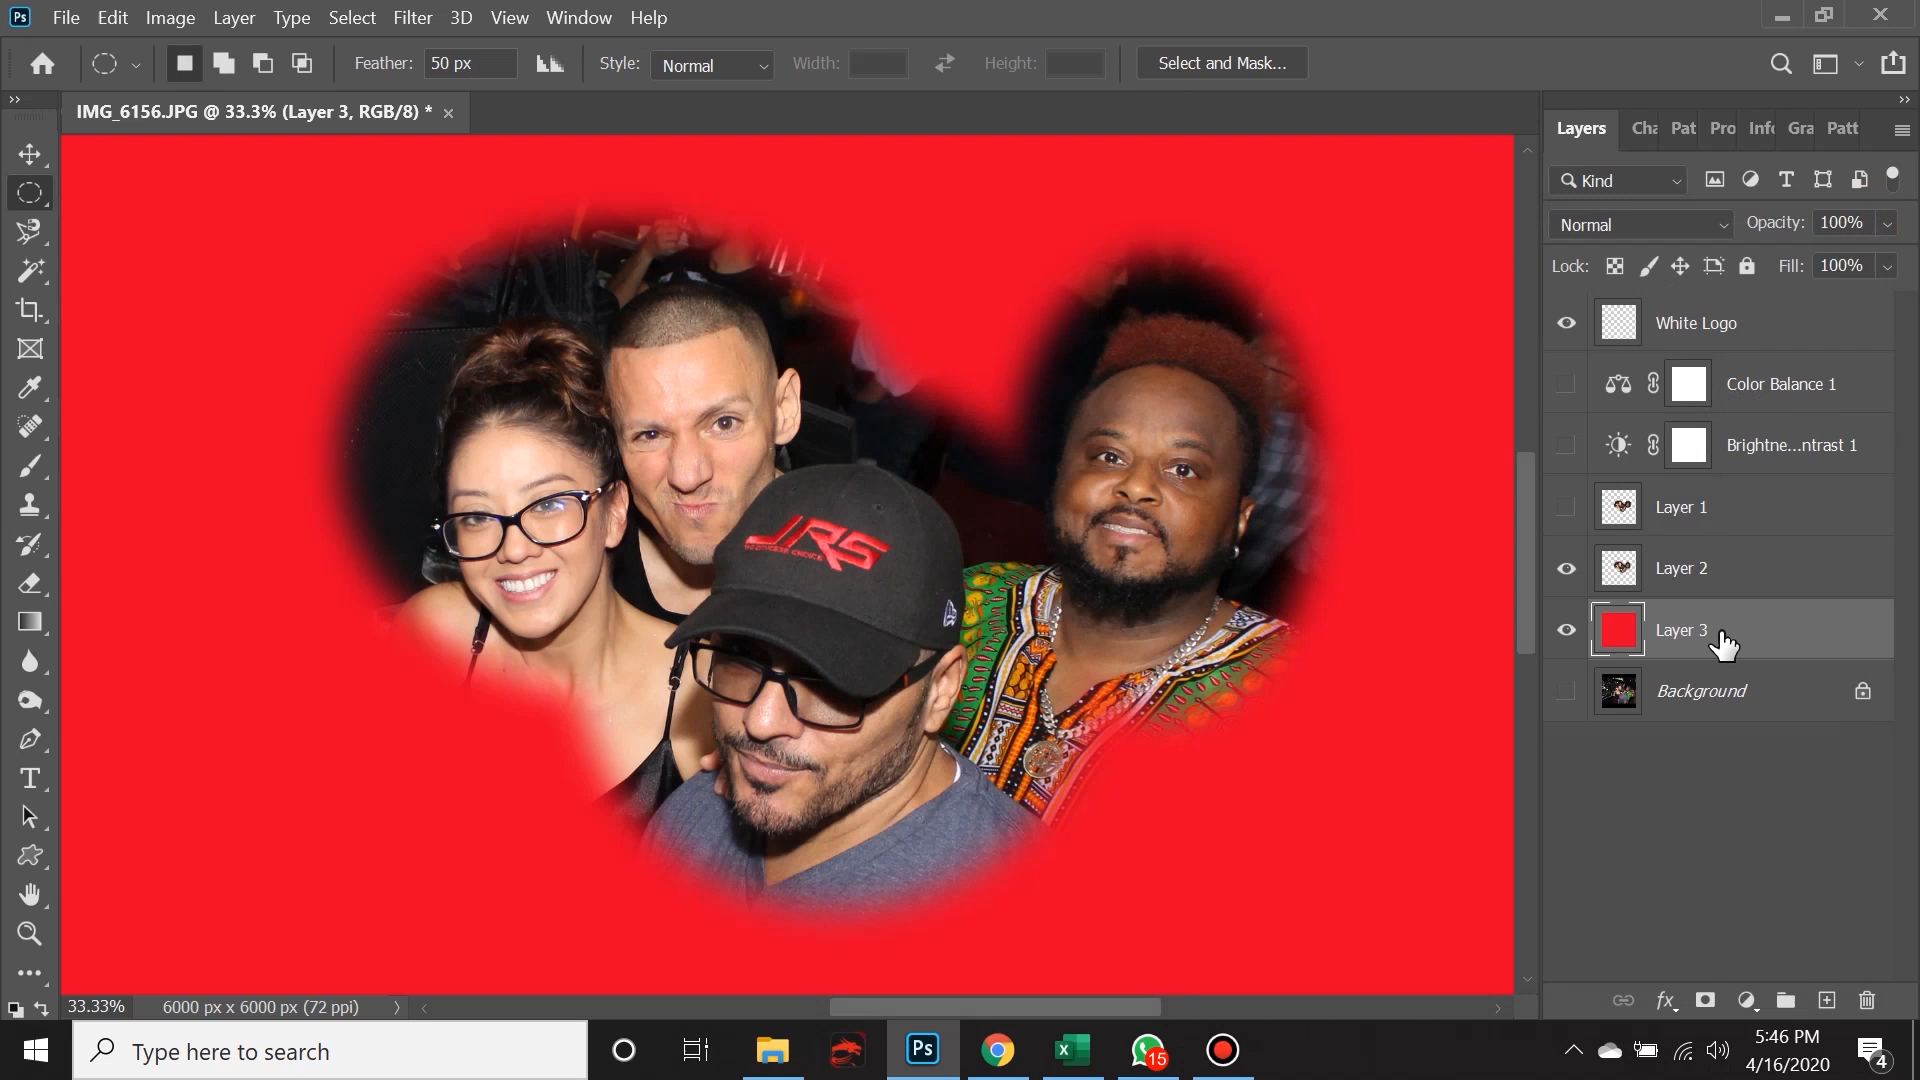 Ps File Edit Image Layer Type Select Filter 3D View Window Help
Feather: 50 px Style: Normal Width: Height: Select and Mask...
IMG_6156.JPG @ 33.3% (Layer 3, RGB/8) *
Layers Cha Pat Pro Info Gra Patt
Kind
Normal Opacity: 100%
Lock: Fill: 100%
White Logo
Color Balance 1
Brightne...ntrast 1
Layer 1
Layer 2
Layer 3
Background
JRS
33.33% 6000 px x 6000 px (72 ppi)
Type here to search
Ps
15
5:46 PM
4/16/2020
4